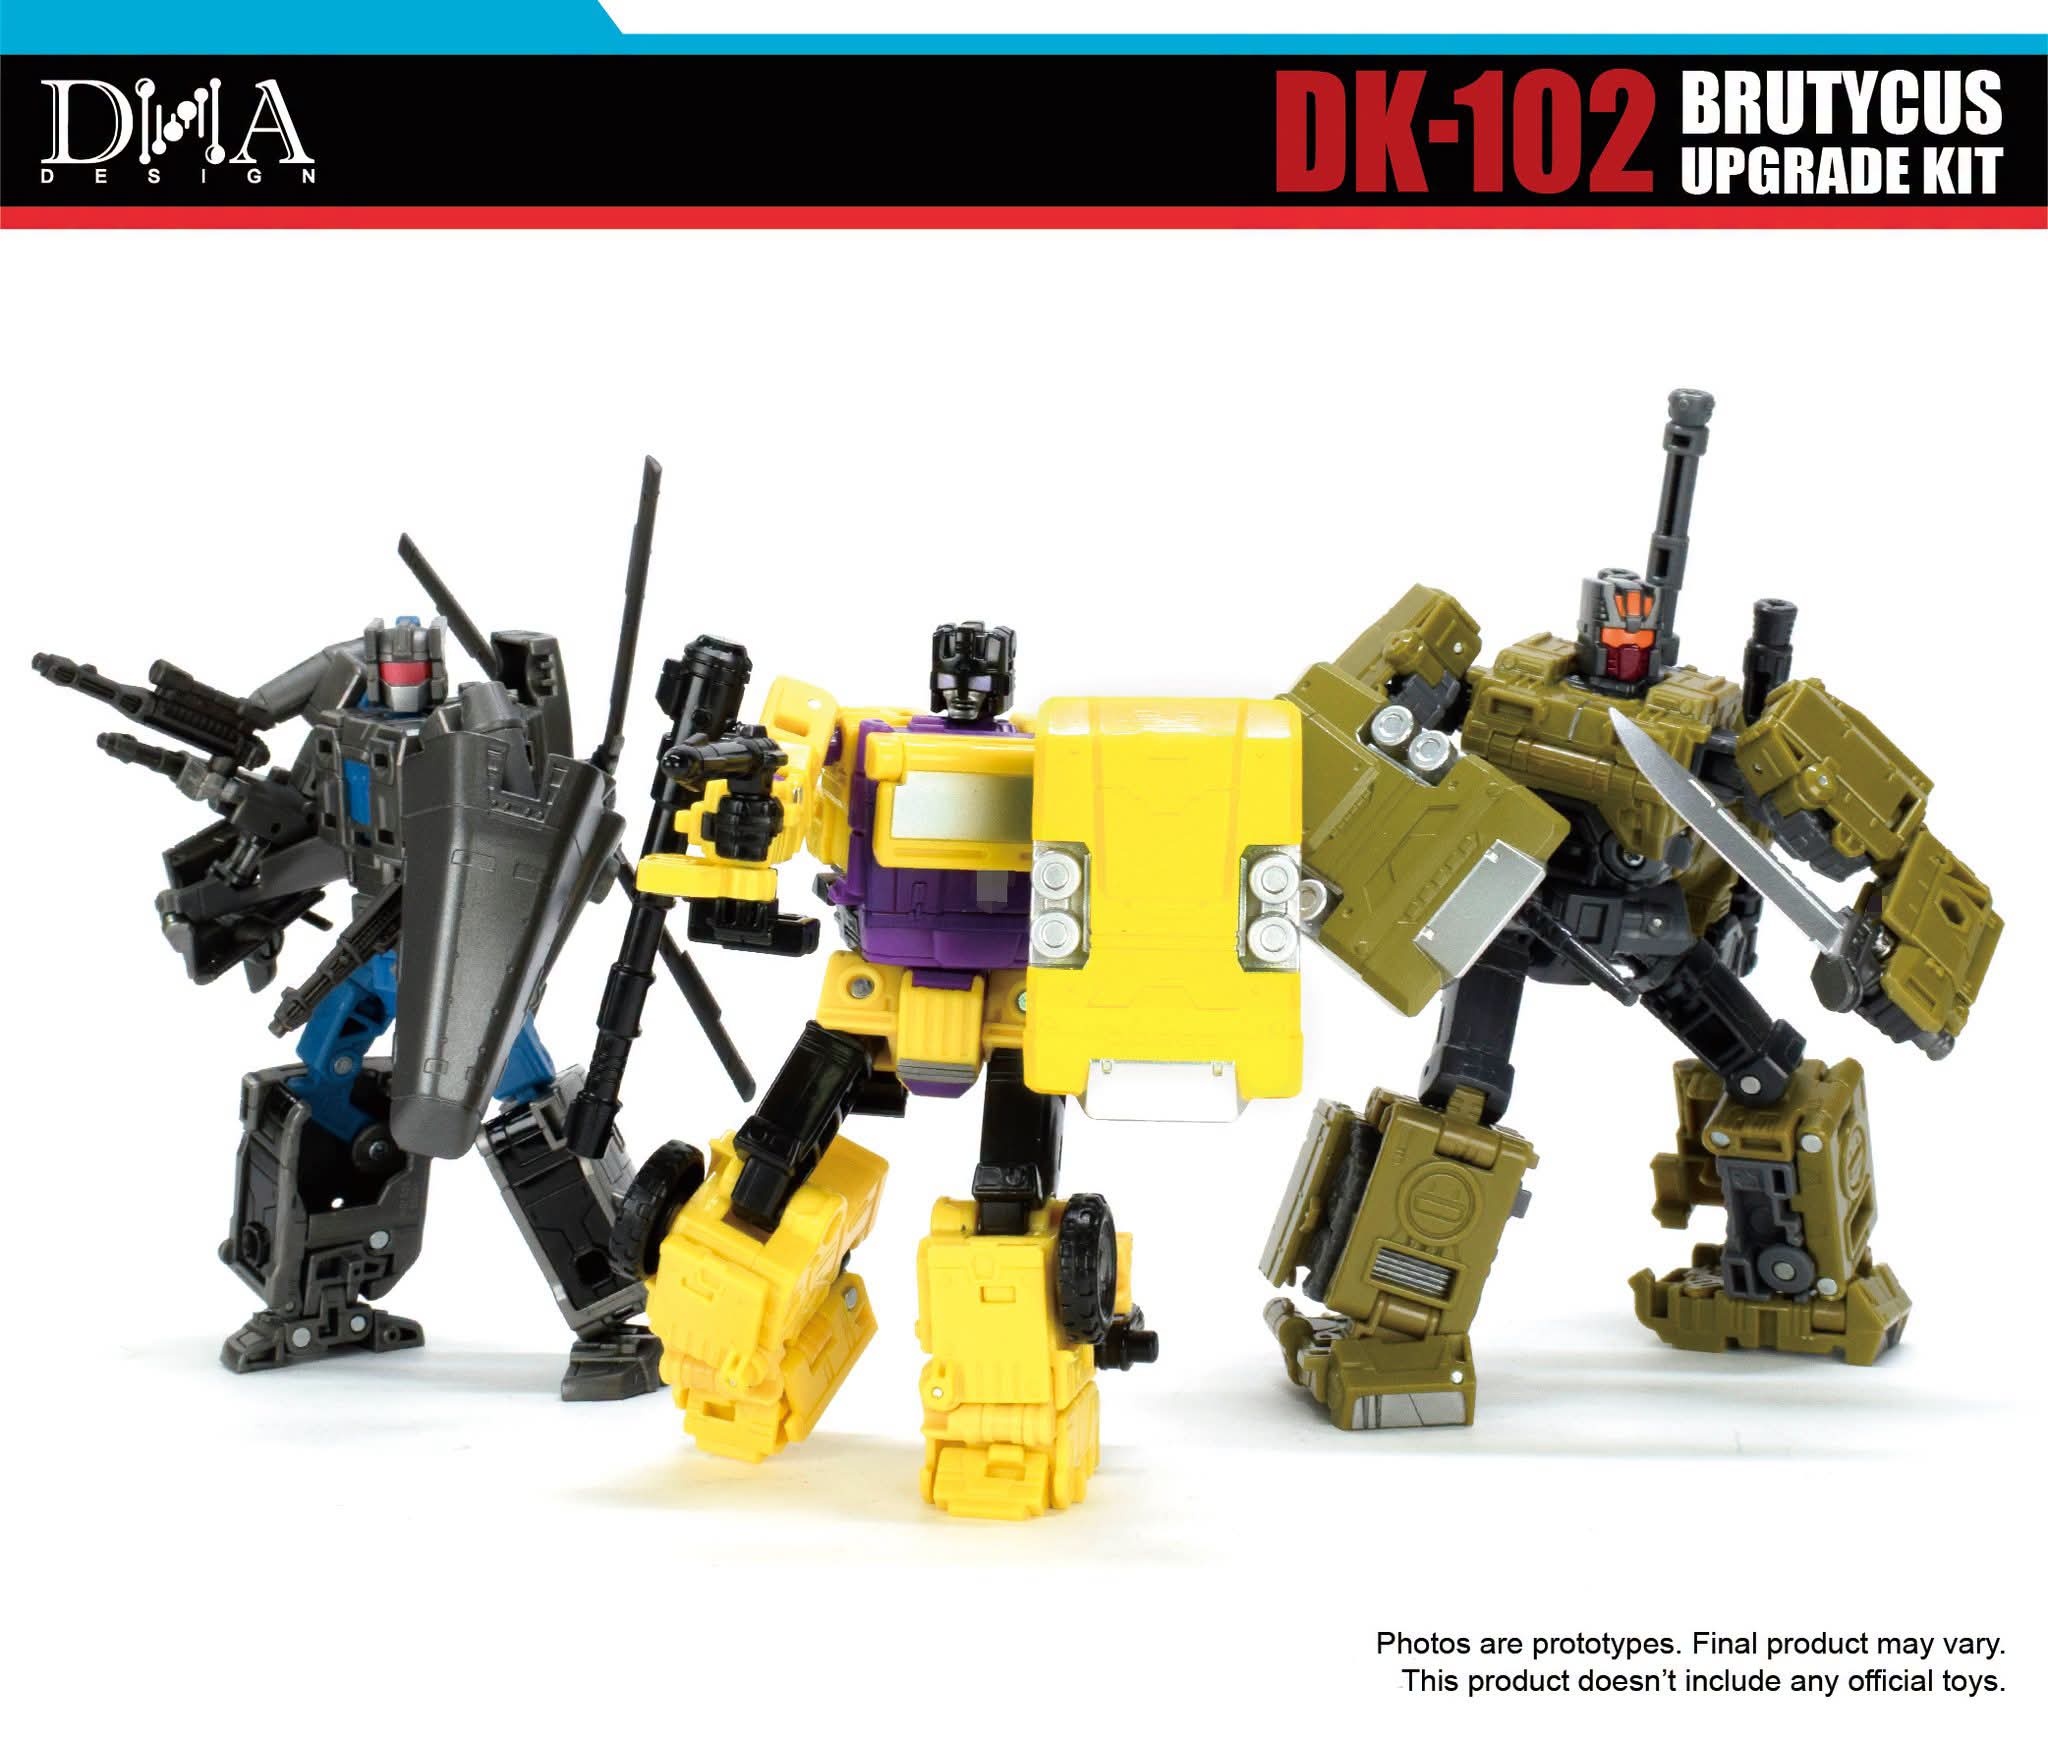 DNA
DESIGN
DK-102
BRUTYCUS
UPGRADE KIT
Photos are prototypes. Final product may vary.
This product doesn't include any official toys.